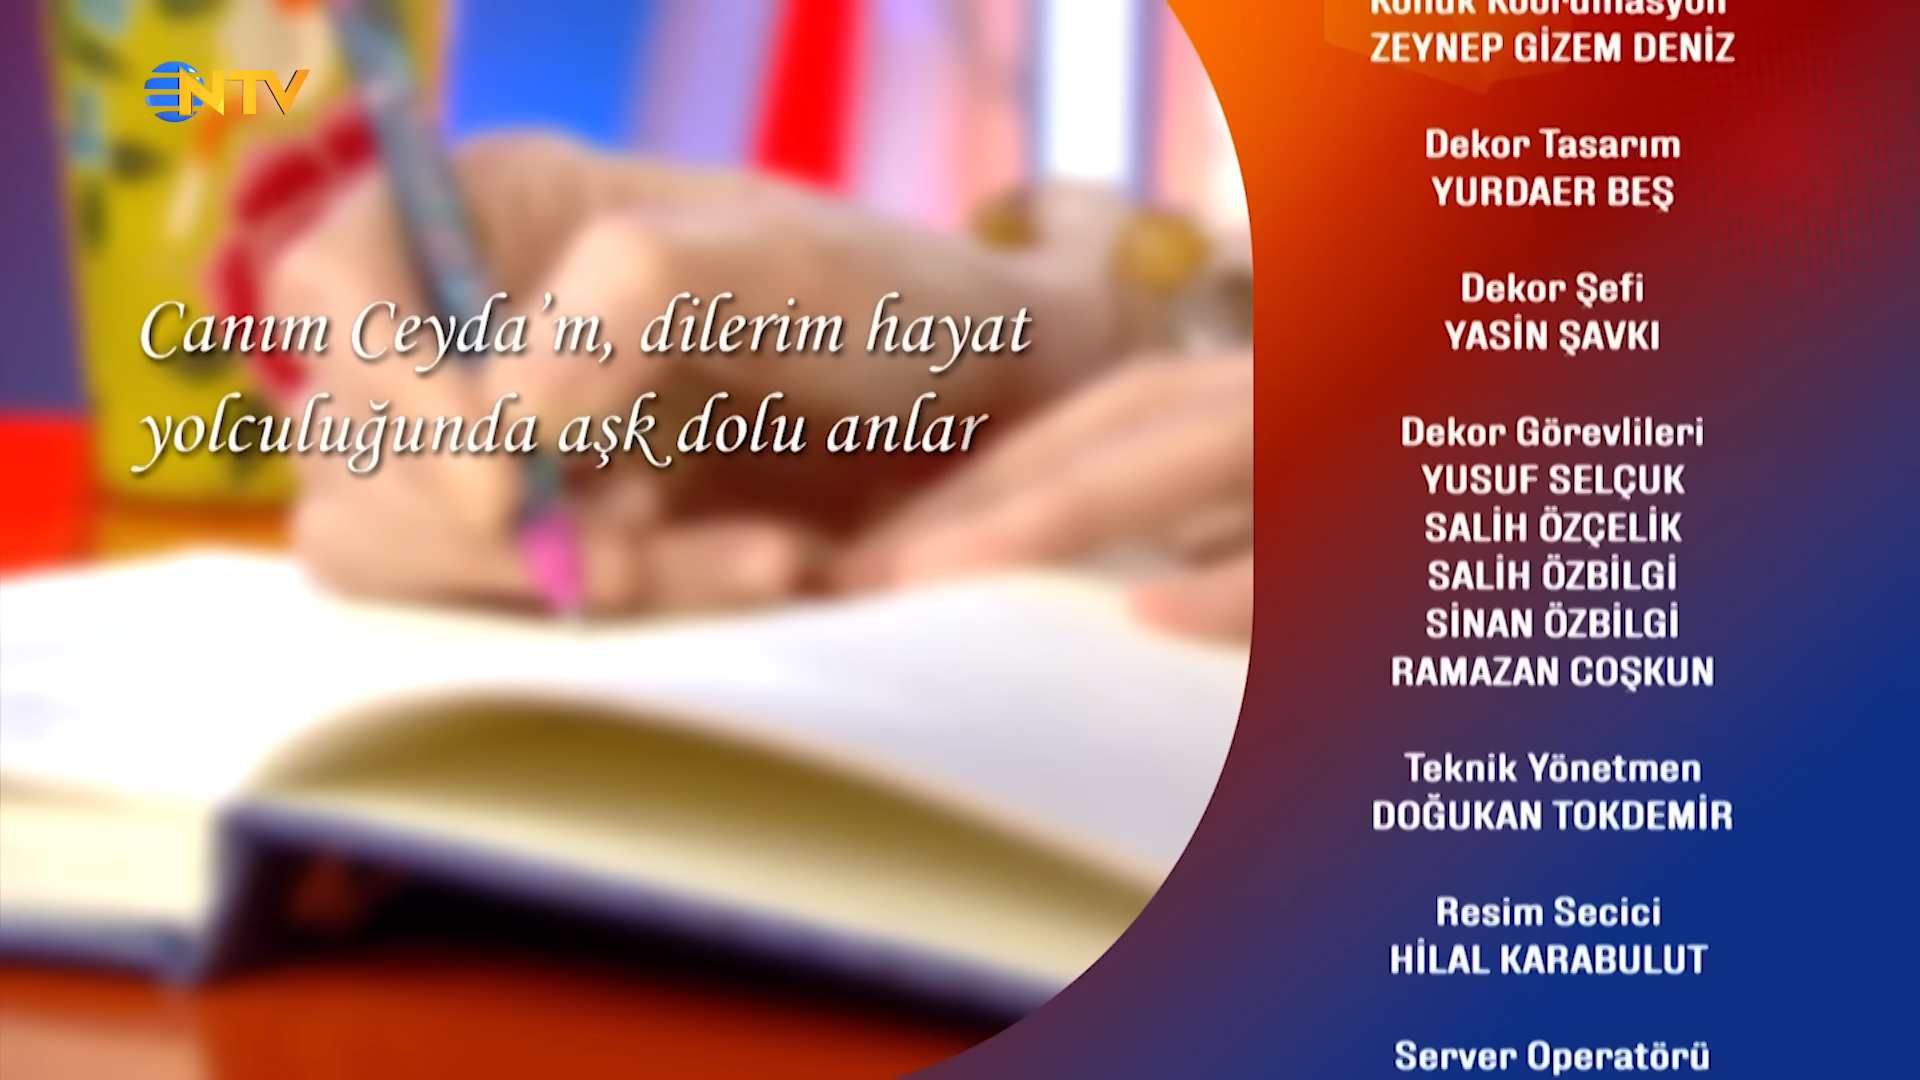 NTV
Canım Ceyda'm, dilerim hayat
yolculuğunda aşk dolu anlar
Konuk Koordinasyon
ZEYNEP GİZEM DENİZ
Dekor Tasarım
YURDAER BEŞ
Dekor Şefi
YASİN ŞAVKI
Dekor Görevlileri
YUSUF SELÇUK
SALİH ÖZÇELİK
SALİH ÖZBİLGİ
SİNAN ÖZBİLGİ
RAMAZAN COŞKUN
Teknik Yönetmen
DOĞUKAN TOKDEMİR
Resim Secici
HİLAL KARABULUT
Server Operatörü